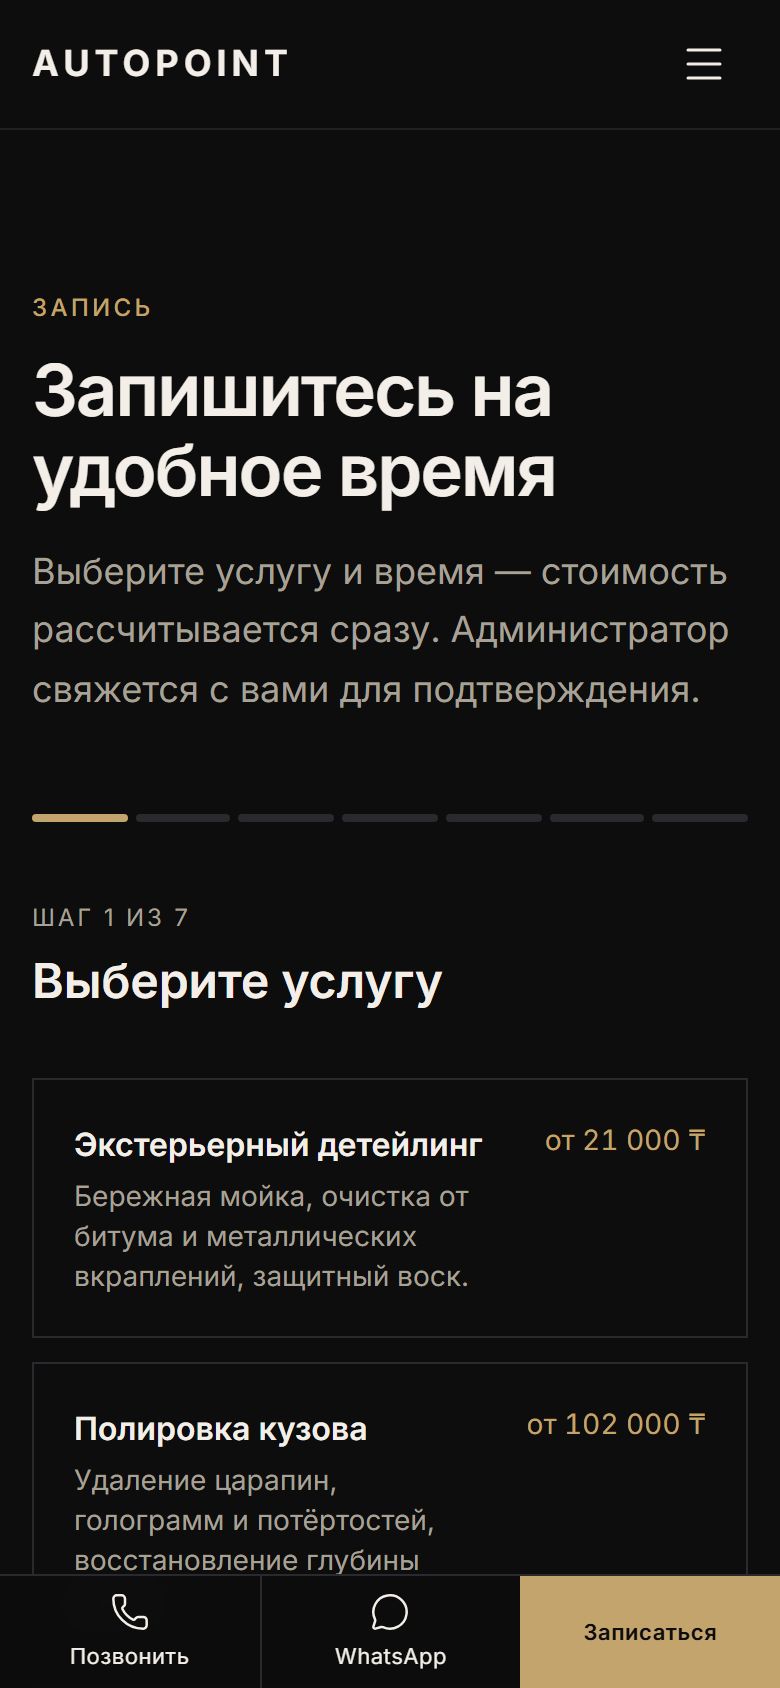 AUTOPOINT
ЗАПИСЬ
Запишитесь на
удобное время
Выберите услугу и время — стоимость
рассчитывается сразу. Администратор
свяжется с вами для подтверждения.
ШАГ 1 ИЗ 7
Выберите услугу
Экстерьерный детейлинг
от 21 000 ₸
Бережная мойка, очистка от
битума и металлических
вкраплений, защитный воск.
Полировка кузова
от 102 000 ₸
Удаление царапин,
голограмм и потёртостей,
восстановление глубины
Позвонить
WhatsApp
Записаться